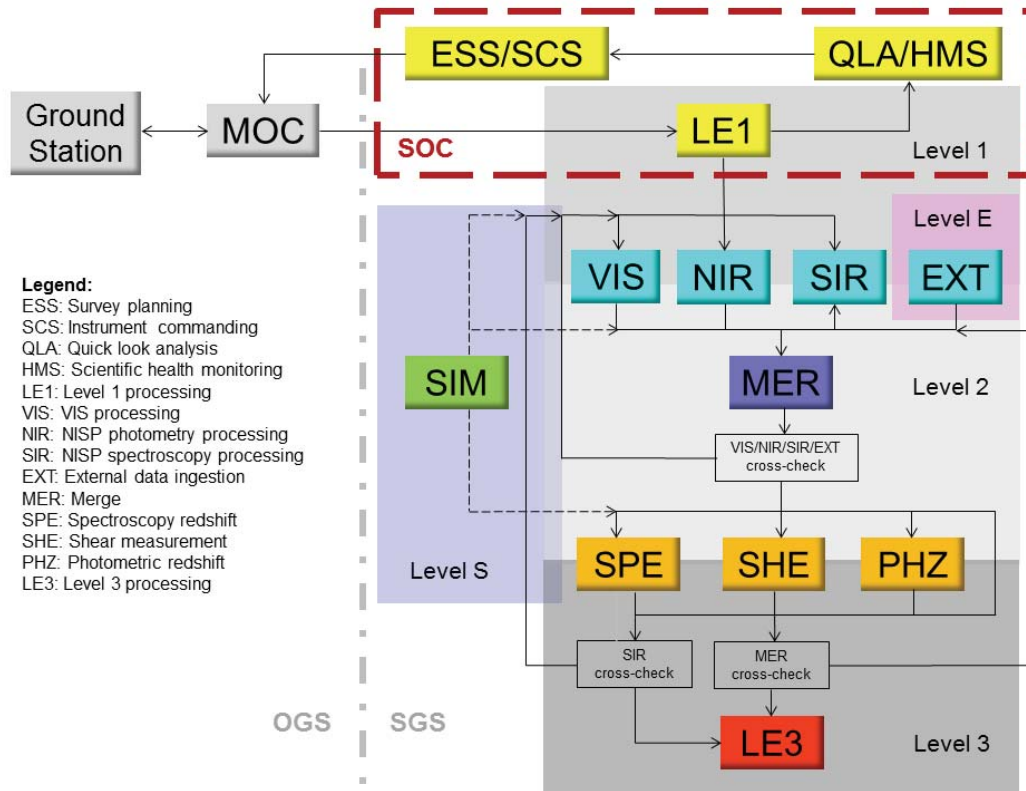 ESS/SCS
QLA/HMS
Ground
Station
MOC
LE1
SOC
Level 1
Level E
VIS
NIR
SIR
EXT
Legend:
ESS: Survey planning
SCS: Instrument commanding
QLA: Quick look analysis
HMS: Scientific health monitoring
LE1: Level 1 processing
VIS: VIS processing
NIR: NISP photometry processing
SIR: NISP spectroscopy processing
EXT: External data ingestion
MER: Merge
SPE: Spectroscopy redshift
SHE: Shear measurement
PHZ: Photometric redshift
LE3: Level 3 processing
SIM
MER
Level 2
VIS/NIR/SIR/EXT
cross-check
Level S
SPE
SHE
PHZ
SIR
cross-check
MER
cross-check
OGS
SGS
LE3
Level 3